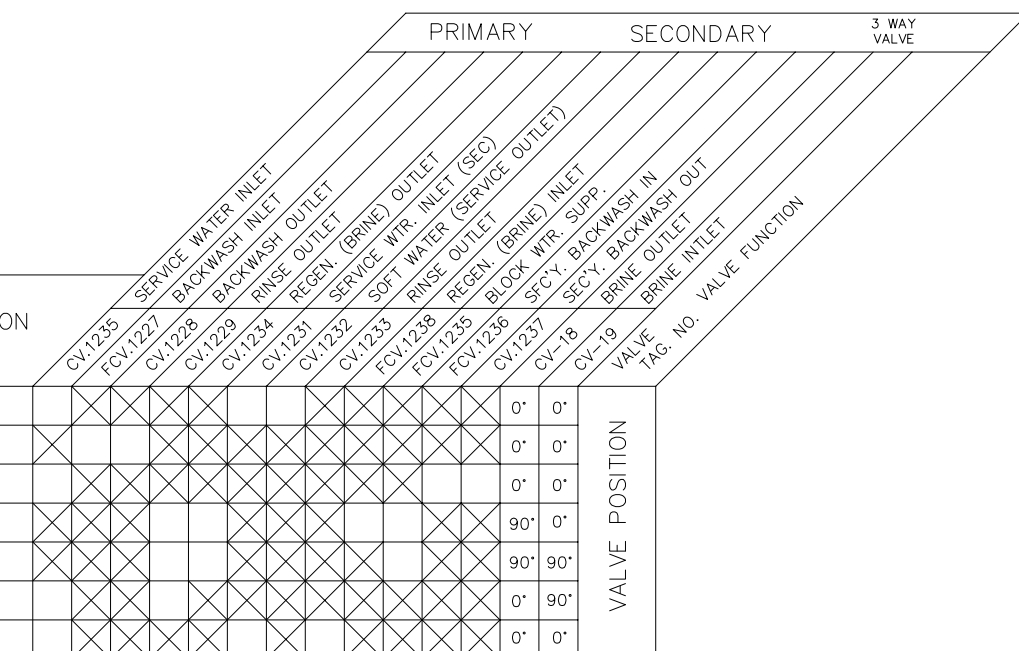 PRIMARY
SECONDARY
3 WAY
VALVE
SERVICE WATER INLET
BACKWASH INLET
BACKWASH OUTLET
RINSE OUTLET
REGEN. (BRINE) OUTLET
SERVICE WTR. INLET (SEC)
SOFT WATER (SERVICE OUTLET)
RINSE OUTLET
REGEN. (BRINE) INLET
BLOCK WTR. SUPP.
SFC'Y. BACKWASH IN
SEC'Y. BACKWASH OUT
BRINE OUTLET
BRINE INTLET
VALVE FUNCTION
ON
CV.1235
FCV.1227
CV.1228
CV.1229
CV.1234
CV.1231
CV.1232
CV.1233
FCV.1238
FCV.1235
FCV.1236
CV.1237
CV-18
CV-19
VALVE
TAG. NO.
0° 0°
0° 0°
0° 0°
90° 0°
90° 90°
0° 90°
0° 0°
VALVE POSITION